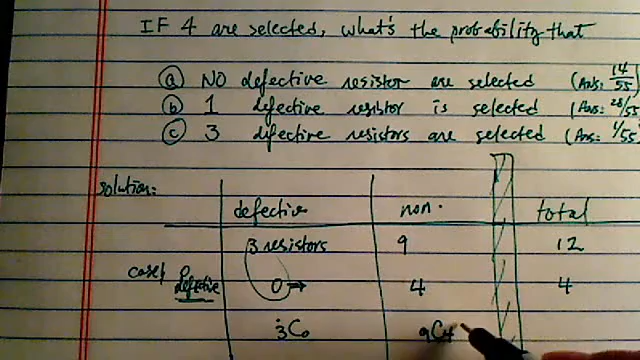 IF 4 are selected, what's the probability that
ⓐ NO defective resistor are selected (Ans: 14/55
ⓑ 1 defective resistor is selected (Ans: 28/55
ⓒ 3 defective resistors are selected (Ans: 1/55
solution:
defective non. total
3 resistors 9 12
case1 0 defective 0 → 4 4
3C0 9C4